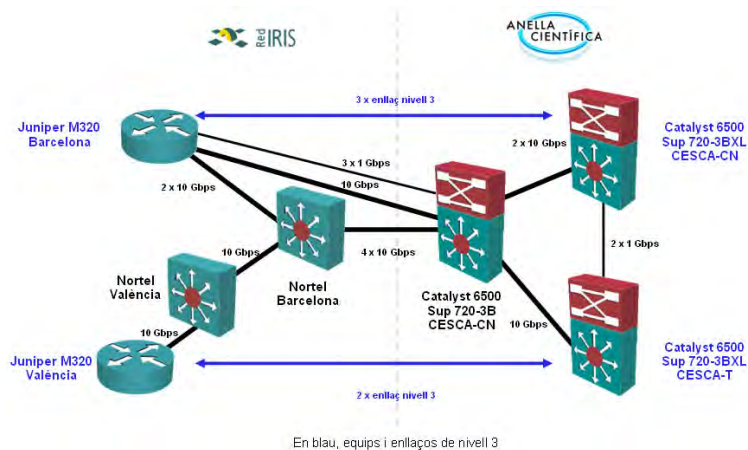 Red
IRIS
ANELLA
CIENTÍFICA
3 x enllaç nivell 3
Juniper M320
Barcelona
Catalyst 6500
Sup 720-3BXL
CESCA-CN
2 x 10 Gbps
3 x 1 Gbps
10 Gbps
2 x 10 Gbps
10 Gbps
4 x 10 Gbps
2 x 1 Gbps
Nortel
València
Nortel
Barcelona
Catalyst 6500
Sup 720-3B
CESCA-CN
10 Gbps
10 Gbps
Juniper M320
València
Catalyst 6500
Sup 720-3BXL
CESCA-T
2 x enllaç nivell 3
En blau, equips i enllaços de nivell 3